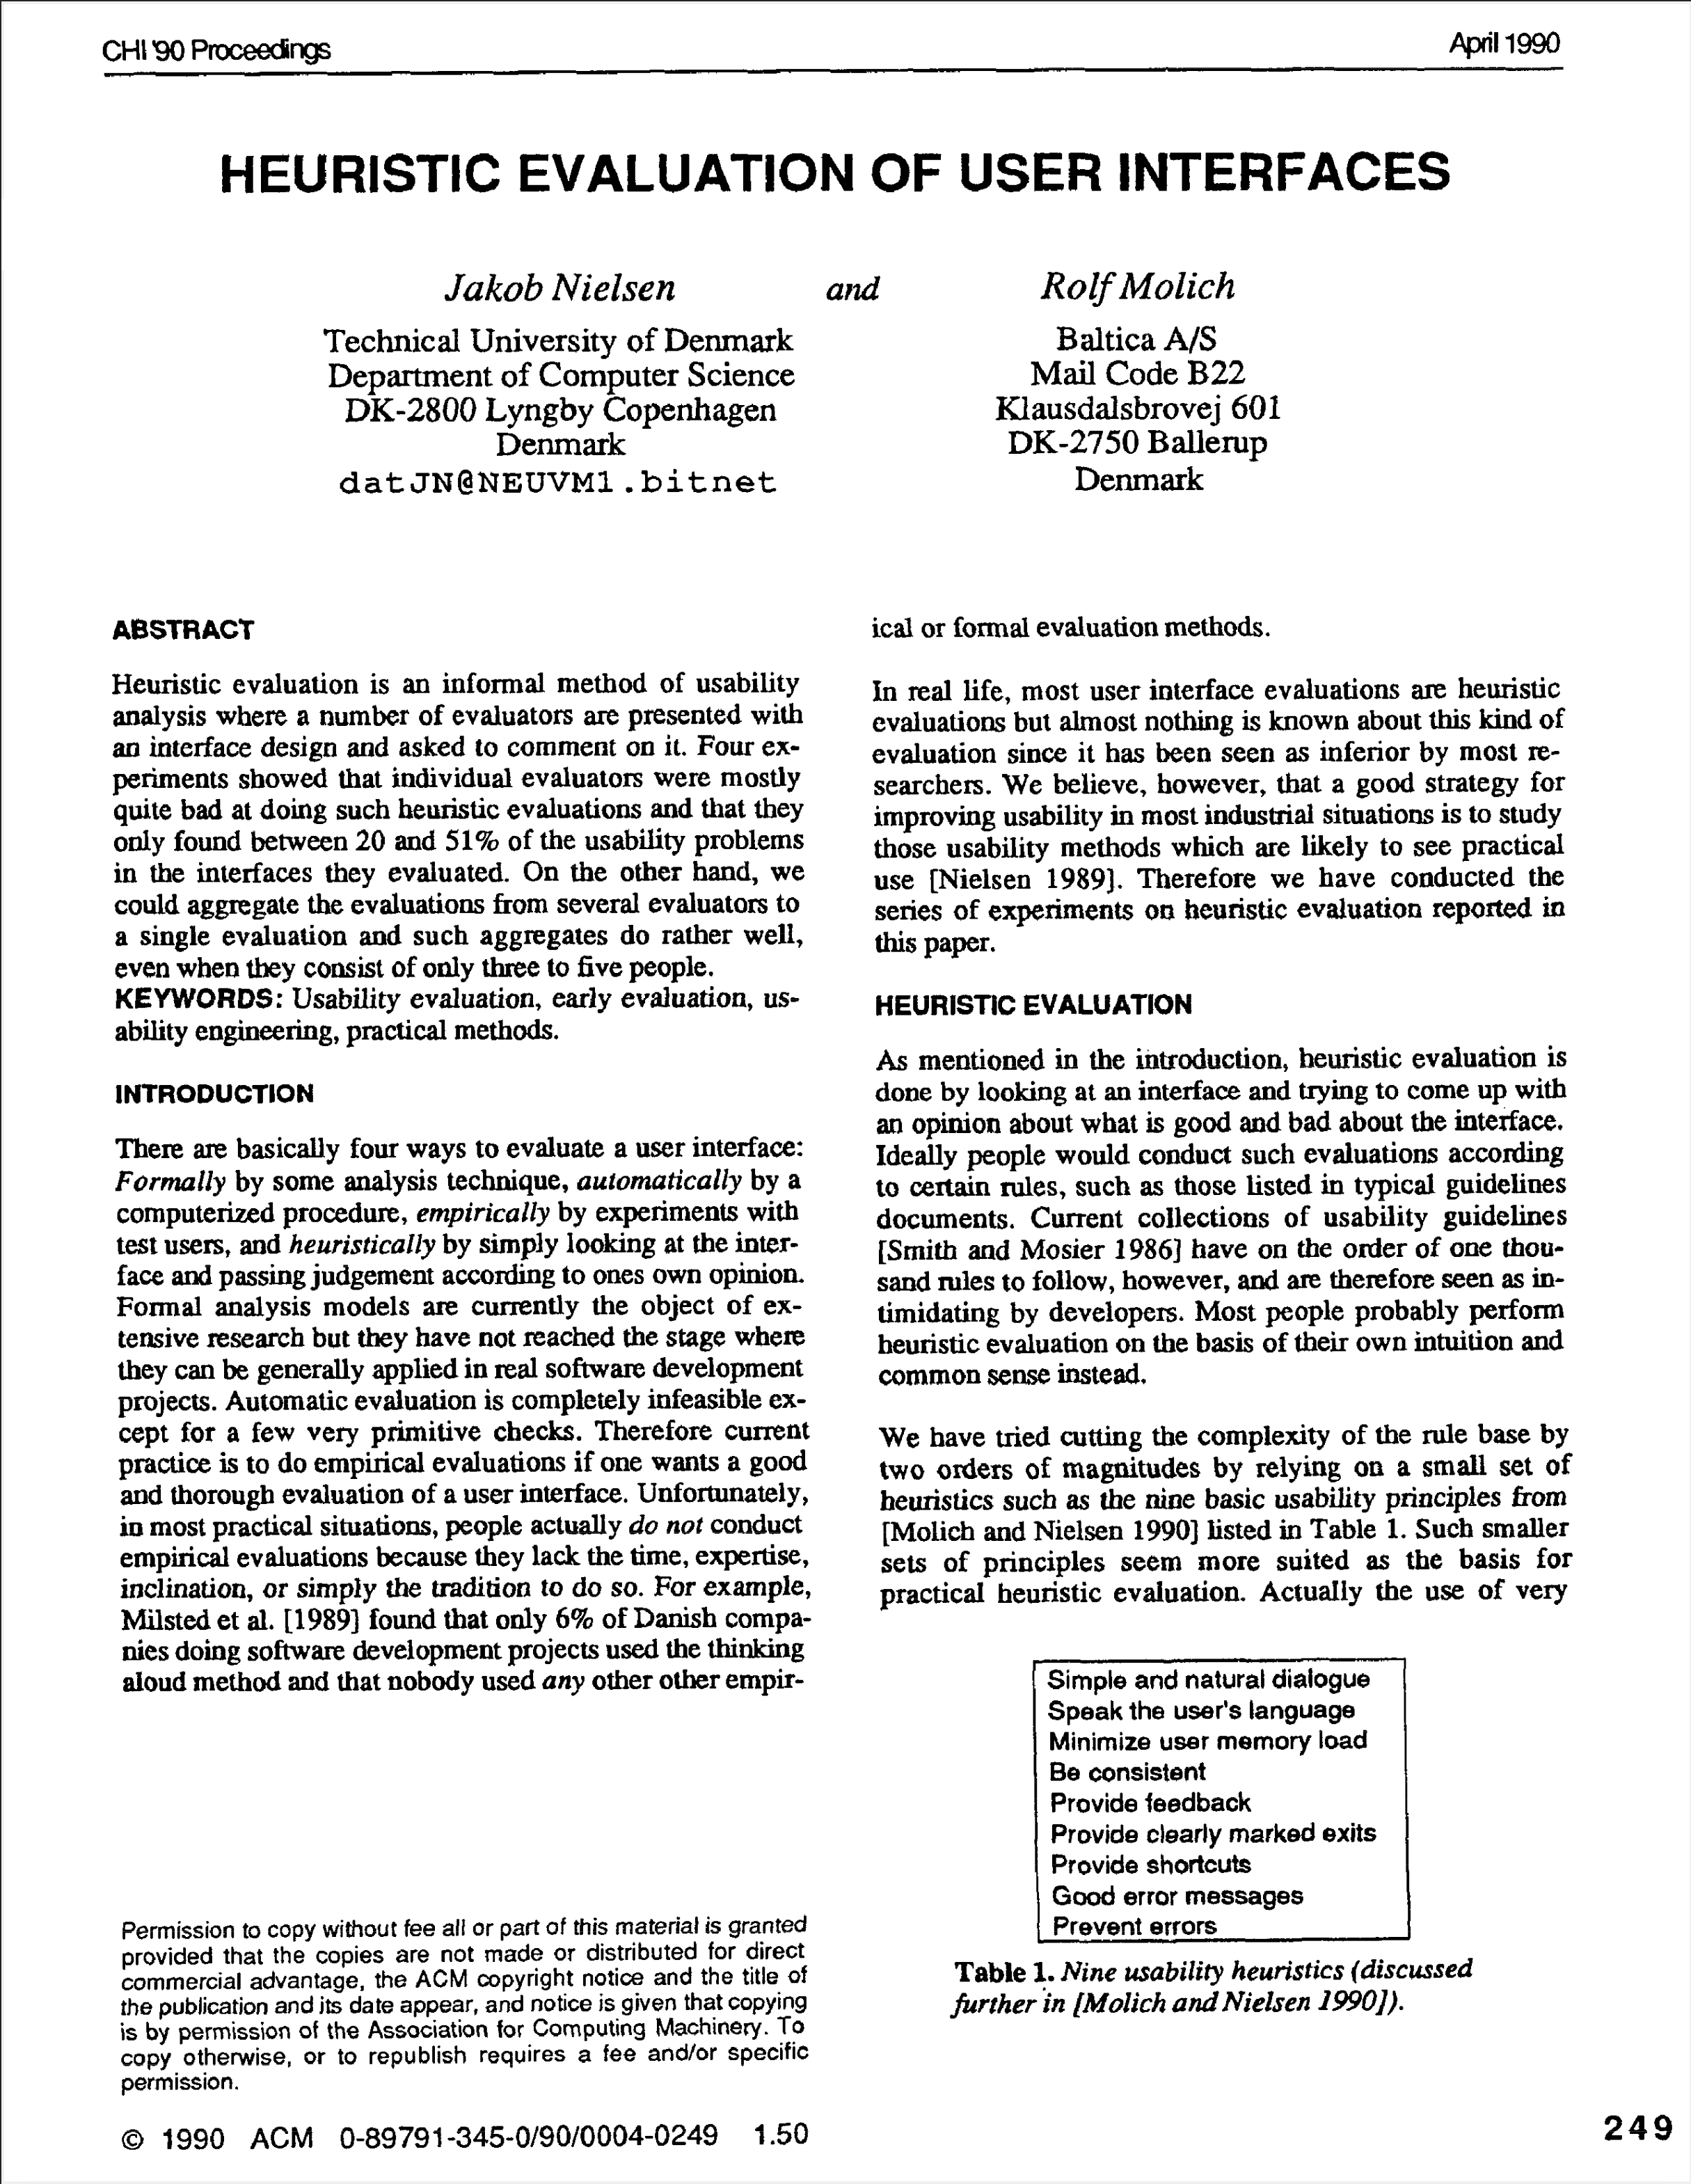 CHI '90 Proceedings
April 1990
HEURISTIC EVALUATION OF USER INTERFACES
Jakob Nielsen and Rolf Molich
Technical University of Denmark
Department of Computer Science
DK-2800 Lyngby Copenhagen
Denmark
datJN@NEUVM1.bitnet
Baltica A/S
Mail Code B22
Klausdalsbrovej 601
DK-2750 Ballerup
Denmark
ABSTRACT
Heuristic evaluation is an informal method of usability
analysis where a number of evaluators are presented with
an interface design and asked to comment on it. Four ex-
periments showed that individual evaluators were mostly
quite bad at doing such heuristic evaluations and that they
only found between 20 and 51% of the usability problems
in the interfaces they evaluated. On the other hand, we
could aggregate the evaluations from several evaluators to
a single evaluation and such aggregates do rather well,
even when they consist of only three to five people.
KEYWORDS: Usability evaluation, early evaluation, us-
ability engineering, practical methods.
INTRODUCTION
There are basically four ways to evaluate a user interface:
Formally by some analysis technique, automatically by a
computerized procedure, empirically by experiments with
test users, and heuristically by simply looking at the inter-
face and passing judgement according to ones own opinion.
Formal analysis models are currently the object of ex-
tensive research but they have not reached the stage where
they can be generally applied in real software development
projects. Automatic evaluation is completely infeasible ex-
cept for a few very primitive checks. Therefore current
practice is to do empirical evaluations if one wants a good
and thorough evaluation of a user interface. Unfortunately,
in most practical situations, people actually do not conduct
empirical evaluations because they lack the time, expertise,
inclination, or simply the tradition to do so. For example,
Milsted et al. [1989] found that only 6% of Danish compa-
nies doing software development projects used the thinking
aloud method and that nobody used any other other empir-
Permission to copy without fee all or part of this material is granted
provided that the copies are not made or distributed for direct
commercial advantage, the ACM copyright notice and the title of
the publication and its date appear, and notice is given that copying
is by permission of the Association for Computing Machinery. To
copy otherwise, or to republish requires a fee and/or specific
permission.
© 1990 ACM 0-89791-345-0/90/0004-0249 1.50
ical or formal evaluation methods.
In real life, most user interface evaluations are heuristic
evaluations but almost nothing is known about this kind of
evaluation since it has been seen as inferior by most re-
searchers. We believe, however, that a good strategy for
improving usability in most industrial situations is to study
those usability methods which are likely to see practical
use [Nielsen 1989]. Therefore we have conducted the
series of experiments on heuristic evaluation reported in
this paper.
HEURISTIC EVALUATION
As mentioned in the introduction, heuristic evaluation is
done by looking at an interface and trying to come up with
an opinion about what is good and bad about the interface.
Ideally people would conduct such evaluations according
to certain rules, such as those listed in typical guidelines
documents. Current collections of usability guidelines
[Smith and Mosier 1986] have on the order of one thou-
sand rules to follow, however, and are therefore seen as in-
timidating by developers. Most people probably perform
heuristic evaluation on the basis of their own intuition and
common sense instead.
We have tried cutting the complexity of the rule base by
two orders of magnitudes by relying on a small set of
heuristics such as the nine basic usability principles from
[Molich and Nielsen 1990] listed in Table 1. Such smaller
sets of principles seem more suited as the basis for
practical heuristic evaluation. Actually the use of very
Simple and natural dialogue
Speak the user's language
Minimize user memory load
Be consistent
Provide feedback
Provide clearly marked exits
Provide shortcuts
Good error messages
Prevent errors
Table 1. Nine usability heuristics (discussed
further in [Molich and Nielsen 1990]).
249